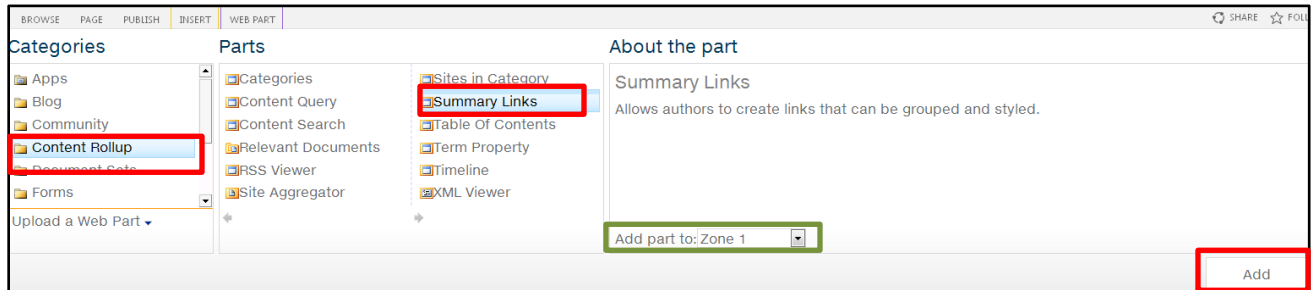 BROWSE PAGE PUBLISH INSERT WEB PART SHARE FOLL
Categories
Apps
Blog
Community
Content Rollup
Document Sets
Forms
Upload a Web Part
Parts
Categories
Content Query
Content Search
Relevant Documents
RSS Viewer
Site Aggregator
Sites in Category
Summary Links
Table Of Contents
Term Property
Timeline
XML Viewer
About the part
Summary Links
Allows authors to create links that can be grouped and styled.
Add part to: Zone 1
Add